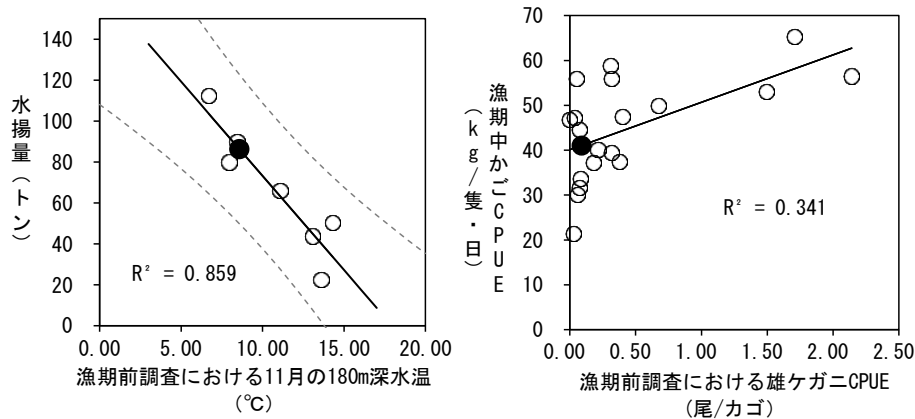 水揚量(トン)
140
120
100
80
60
40
20
0
R² = 0.859
0.00 5.00 10.00 15.00 20.00
漁期前調査における11月の180m深水温
(℃)
漁期中かごCPUE
(kg/隻・日)
70
60
50
40
30
20
10
0
R² = 0.341
0.00 0.50 1.00 1.50 2.00 2.50
漁期前調査における雄ケガニCPUE
(尾/カゴ)